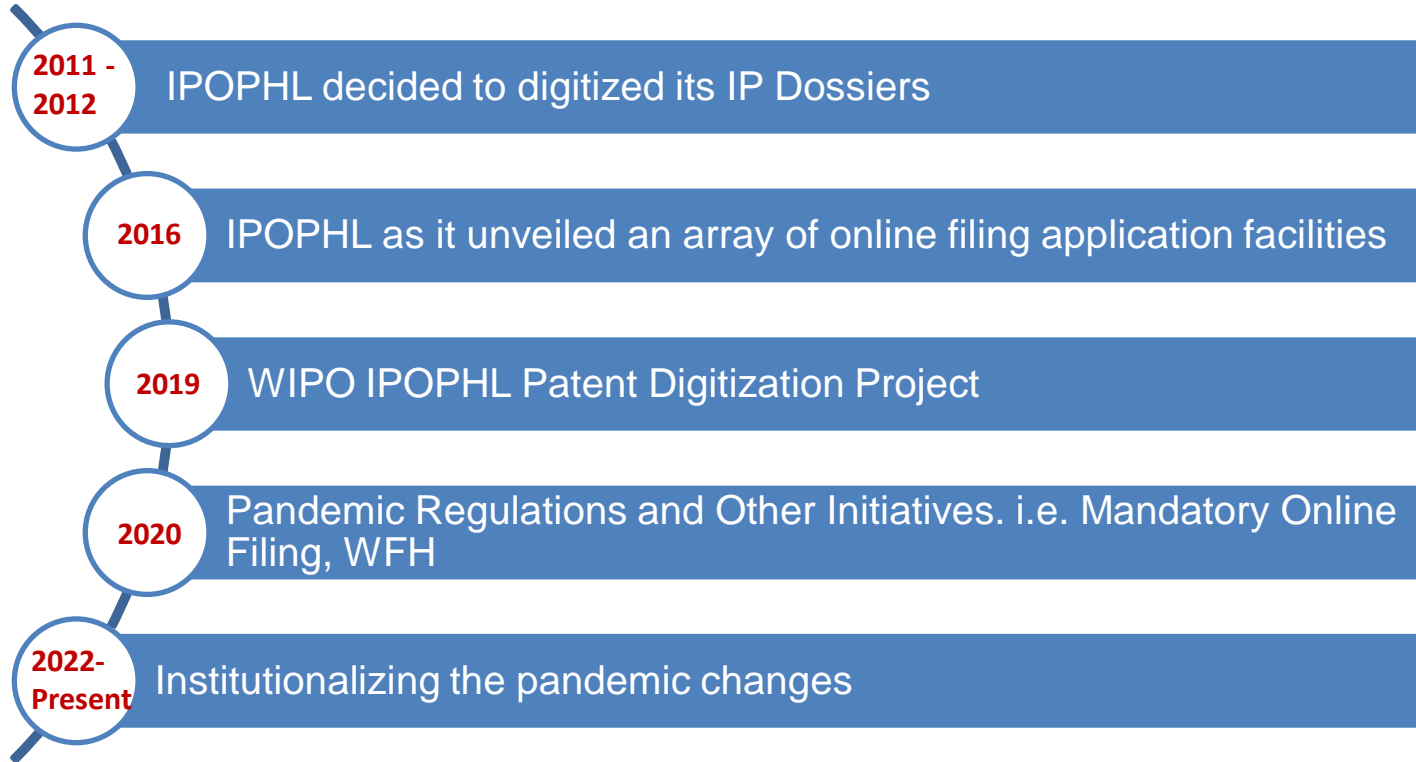 2011 -
2012
IPOPHL decided to digitized its IP Dossiers
2016
IPOPHL as it unveiled an array of online filing application facilities
2019
WIPO IPOPHL Patent Digitization Project
2020
Pandemic Regulations and Other Initiatives. i.e. Mandatory Online
Filing, WFH
2022-
Present
Institutionalizing the pandemic changes